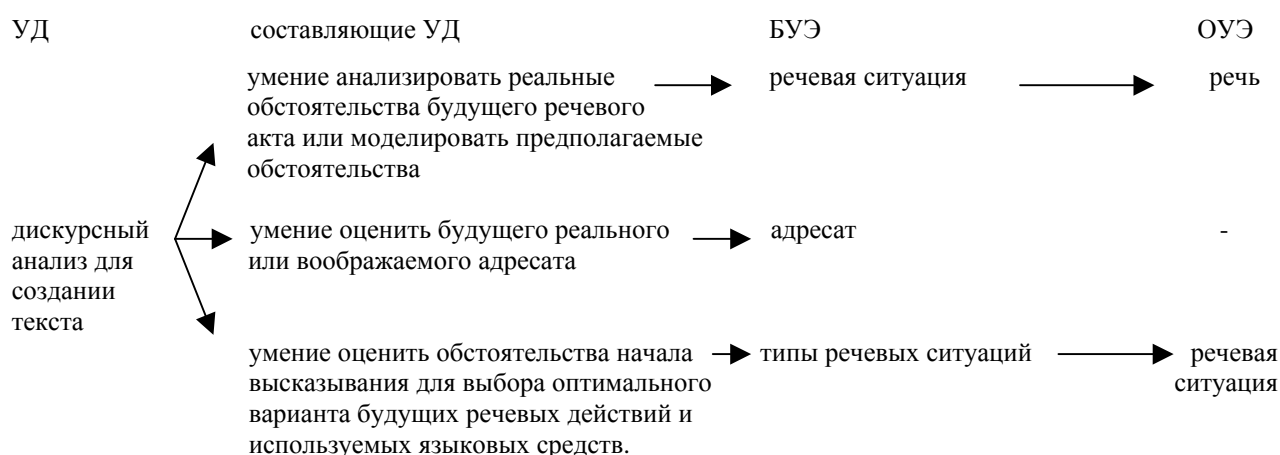 УД составляющие УД БУЭ ОУЭ
умение анализировать реальные речевая ситуация речь
обстоятельства будущего речевого
акта или моделировать предполагаемые
обстоятельства
дискурсный умение оценить будущего реального адресат -
анализ для или воображаемого адресата
создании
текста
умение оценить обстоятельства начала типы речевых ситуаций речевая
высказывания для выбора оптимального ситуация
варианта будущих речевых действий и
используемых языковых средств.